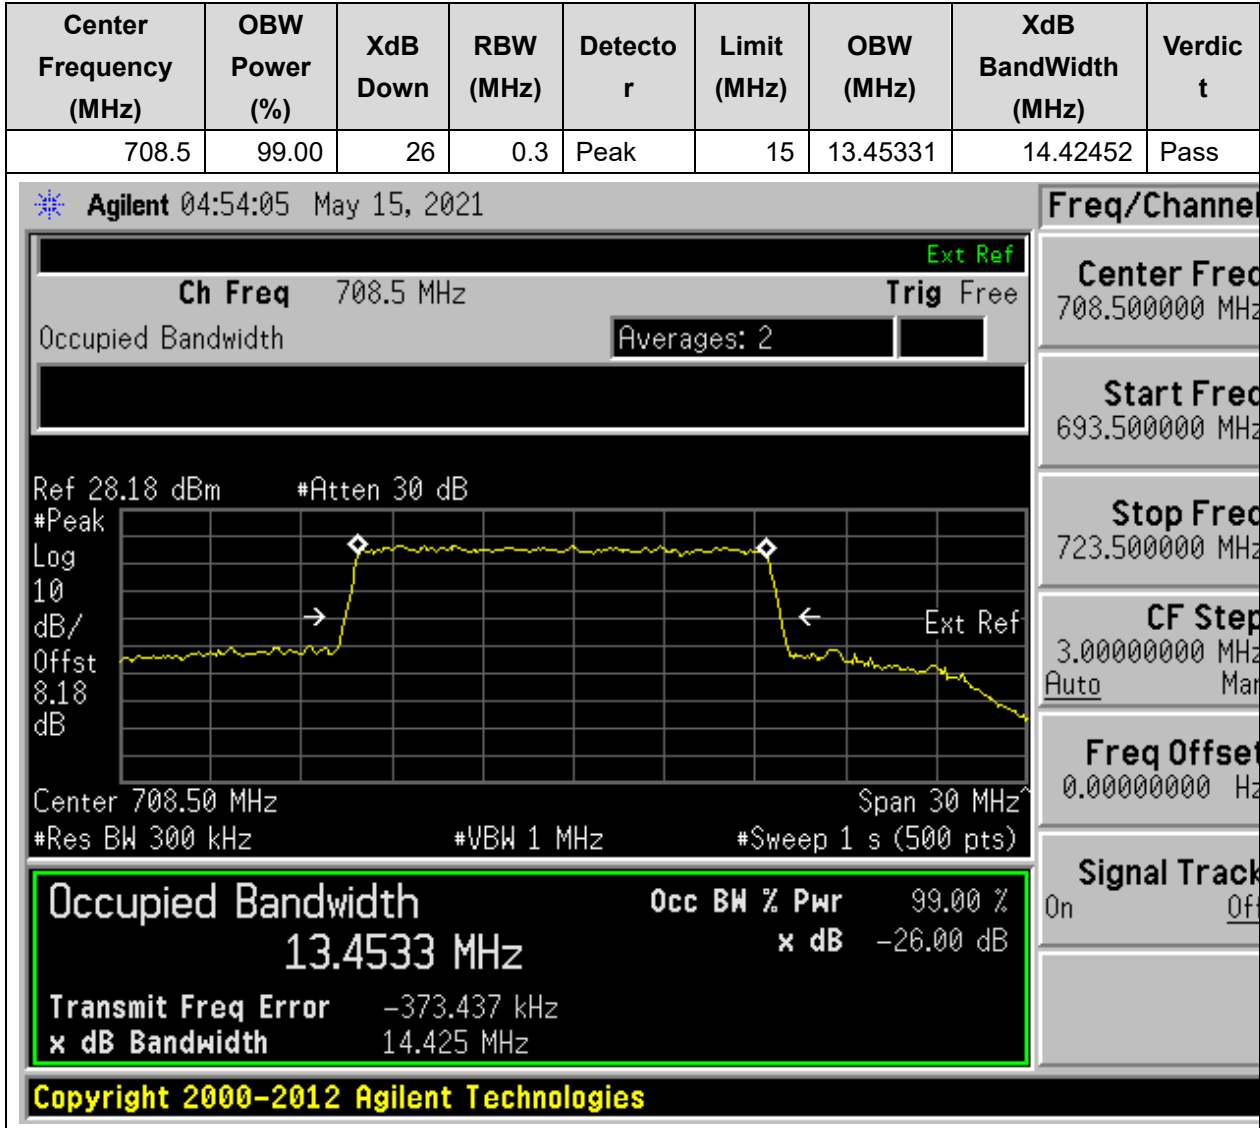 Center Frequency (MHz) OBW Power (%) XdB Down RBW (MHz) Detecto r Limit (MHz) OBW (MHz) XdB BandWidth (MHz) Verdic t
708.5 99.00 26 0.3 Peak 15 13.45331 14.42452 Pass
Agilent 04:54:05 May 15, 2021
Freq/Channel
Ext Ref
Ch Freq 708.5 MHz Trig Free
Occupied Bandwidth Averages: 2
Center Freq
708.500000 MHz
Start Freq
693.500000 MHz
Stop Freq
723.500000 MHz
CF Step
3.00000000 MHz
Auto Man
Freq Offset
0.00000000 Hz
Signal Track
On Off
Ref 28.18 dBm #Atten 30 dB
#Peak
Log
10
dB/
Offst
8.18
dB
Ext Ref
Center 708.50 MHz Span 30 MHz^
#Res BW 300 kHz #VBW 1 MHz #Sweep 1 s (500 pts)
Occupied Bandwidth Occ BW % Pwr 99.00 %
13.4533 MHz x dB -26.00 dB
Transmit Freq Error -373.437 kHz
x dB Bandwidth 14.425 MHz
Copyright 2000-2012 Agilent Technologies